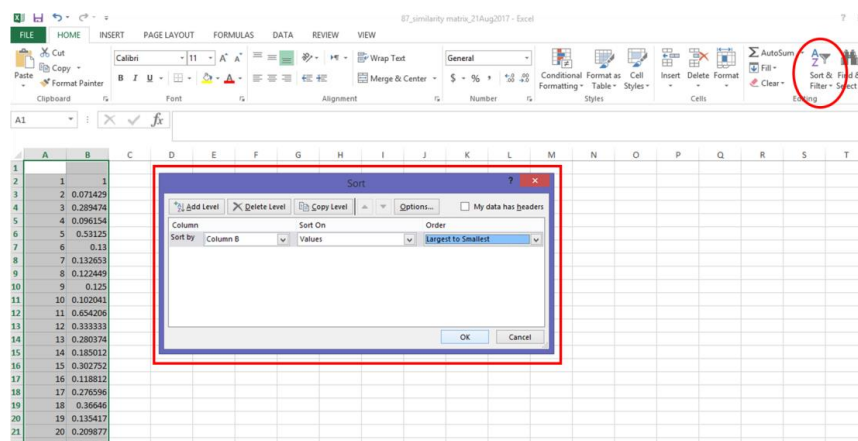 87_similarity matrix_21Aug2017 - Excel
?
FILE HOME INSERT PAGE LAYOUT FORMULAS DATA REVIEW VIEW
Cut
Copy
Format Painter
Paste
Clipboard
Calibri 11 A A
B I U A
Font
Wrap Text
Merge & Center
Alignment
General
$ - % ,
Number
Conditional Formatting
Format as Table
Cell Styles
Styles
Insert Delete Format
Cells
AutoSum
Fill
Clear
Sort & Filter
Find & Select
Editing
A1 fx
A B C D E F G H I J K L M N O P Q R S T
1
2 1 1
3 2 0.071429
4 3 0.289474
5 4 0.096154
6 5 0.53125
7 6 0.13
8 7 0.132653
9 8 0.122449
10 9 0.125
11 10 0.102041
12 11 0.654206
13 12 0.333333
14 13 0.280374
15 14 0.185012
16 15 0.302752
17 16 0.118812
18 17 0.276596
19 18 0.36646
20 19 0.135417
21 20 0.209877
Sort ?
Add Level Delete Level Copy Level Options... My data has headers
Column Sort On Order
Sort by Column B Values Largest to Smallest
OK Cancel